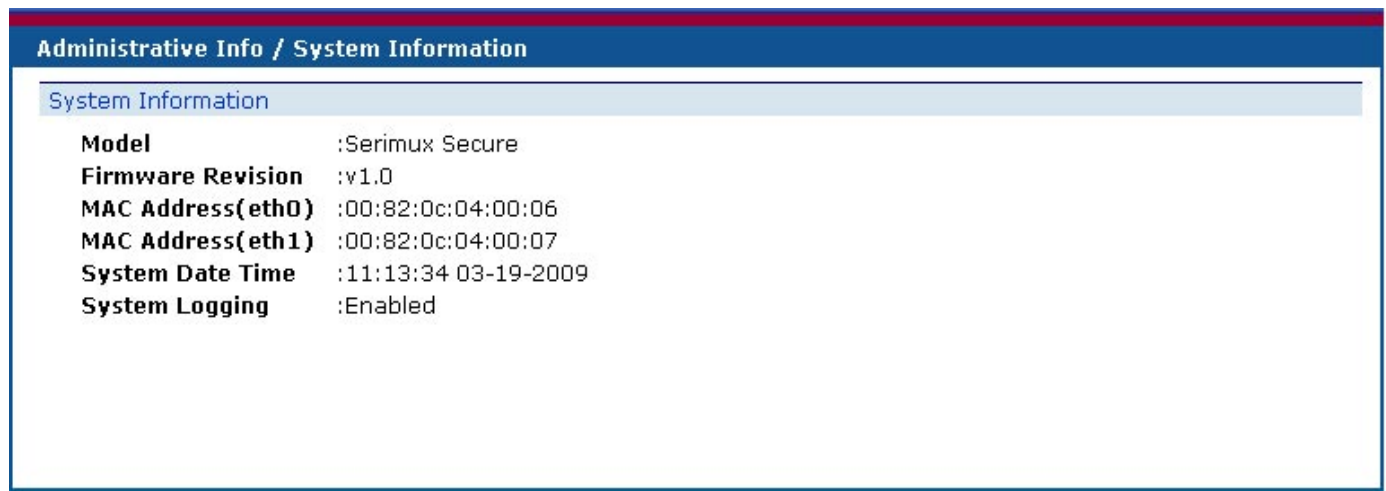 Administrative Info / System Information
System Information
Model :Serimux Secure
Firmware Revision :v1.0
MAC Address(eth0) :00:82:0c:04:00:06
MAC Address(eth1) :00:82:0c:04:00:07
System Date Time :11:13:34 03-19-2009
System Logging :Enabled